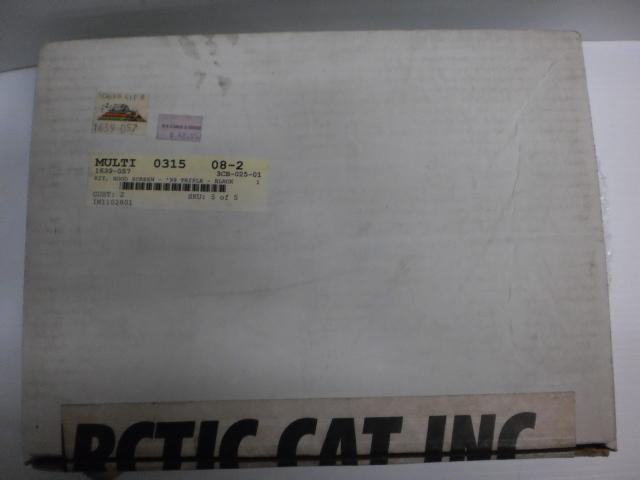 1639-057
MULTI 0315 08-2
1639-057 3CB-025-01
KIT, HOOD SCREEN - '99 TRIPLE - BLACK 1
CUST: 2 SKU: 5 of 5
IN1102801
RCTIC CAT INC